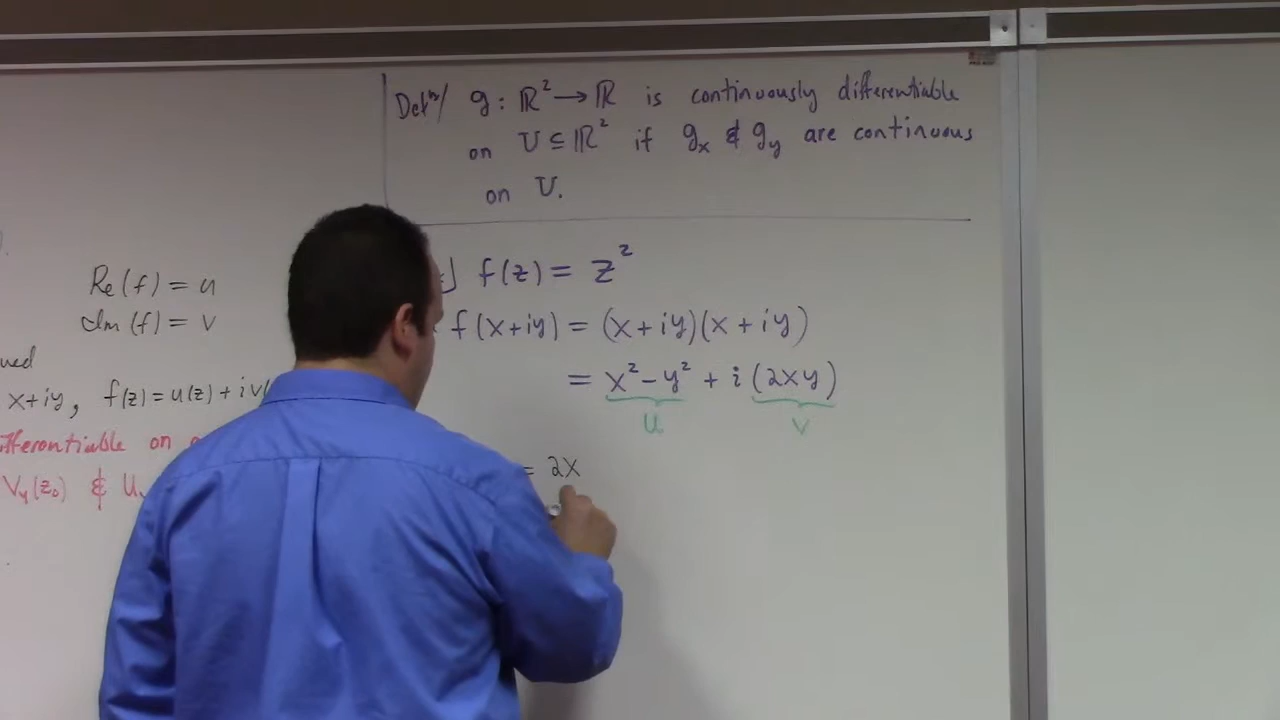 Defⁿ/ g : ℝ² → ℝ is continuously differentiable
on U ⊆ ℝ² if gₓ & g_y are continuous
on U.
Re(f) = u
Im(f) = v
x+iy, f(z) = u(z) + iv(
on
v_y(z₀) &
f(z) = z²
f(x+iy) = (x+iy)(x+iy)
= x² - y² + i(2xy)
u v
= 2x